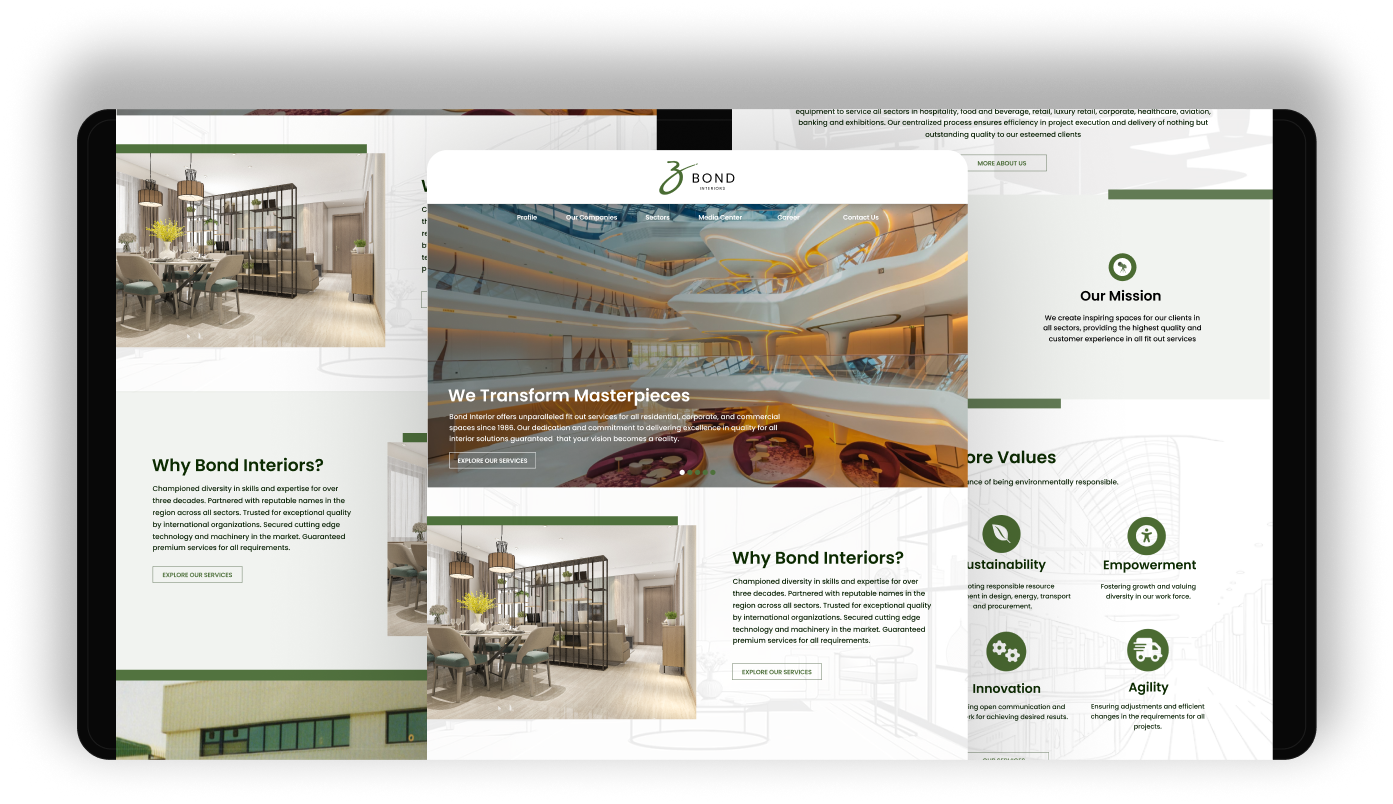 equipment to service all sectors in hospitality, food and beverage, retail, luxury retail, corporate, healthcare, aviation,
banking and exhibitions. Our centralized process ensures efficiency in project execution and delivery of nothing but
outstanding quality to our esteemed clients
MORE ABOUT US
BOND
INTERIORS
Profile
Our Companies
Sectors
Media Center
Career
Contact Us
We Transform Masterpieces
Bond Interior offers unparalleled fit out services for all residential, corporate, and commercial
spaces since 1986. Our dedication and commitment to delivering excellence in quality for all
interior solutions guaranteed that your vision becomes a reality.
EXPLORE OUR SERVICES
Our Mission
We create inspiring spaces for our clients in
all sectors, providing the highest quality and
customer experience in all fit out services
Why Bond Interiors?
Championed diversity in skills and expertise for over
three decades. Partnered with reputable names in the
region across all sectors. Trusted for exceptional quality
by international organizations. Secured cutting edge
technology and machinery in the market. Guaranteed
premium services for all requirements.
EXPLORE OUR SERVICES
Why Bond Interiors?
Championed diversity in skills and expertise for over
three decades. Partnered with reputable names in the
region across all sectors. Trusted for exceptional quality
by international organizations. Secured cutting edge
technology and machinery in the market. Guaranteed
premium services for all requirements.
EXPLORE OUR SERVICES
ore Values
nce of being environmentally responsible.
ustainability
oting responsible resource
ent in design, energy, transport
and procurement.
Empowerment
Fostering growth and valuing
diversity in our work force.
Innovation
ing open communication and
rk for achieving desired resuts.
Agility
Ensuring adjustments and efficient
changes in the requirements for all
projects.